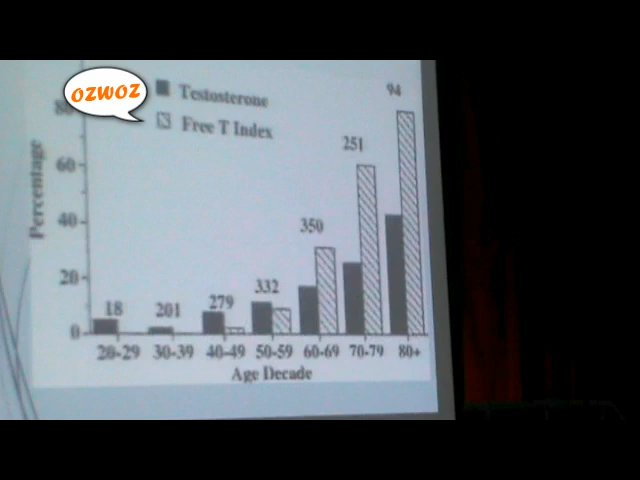 OZWOZ
Testosterone
Free T Index
Percentage
80
60
40
20
0
18
201
279
332
350
251
94
20-29 30-39 40-49 50-59 60-69 70-79 80+
Age Decade